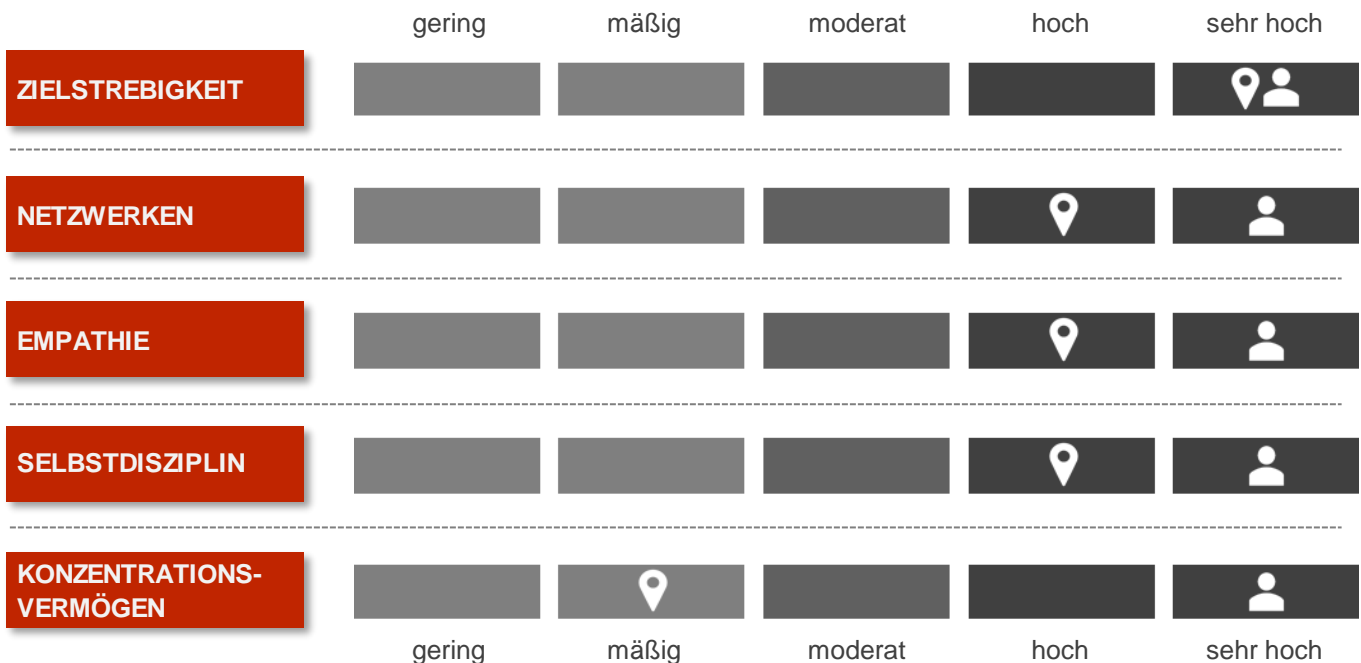 gering mäßig moderat hoch sehr hoch
ZIELSTREBIGKEIT
NETZWERKEN
EMPATHIE
SELBSTDISZIPLIN
KONZENTRATIONS-
VERMÖGEN
gering mäßig moderat hoch sehr hoch